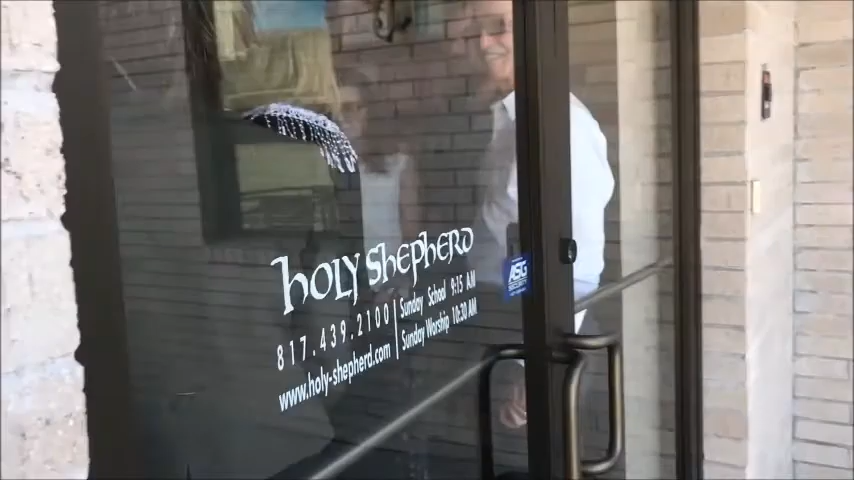 holy shepherd
817.439.2100
www.holy-shepherd.com
Sunday School 9:15 AM
Sunday Worship 10:30 AM
ASG
SECURITY